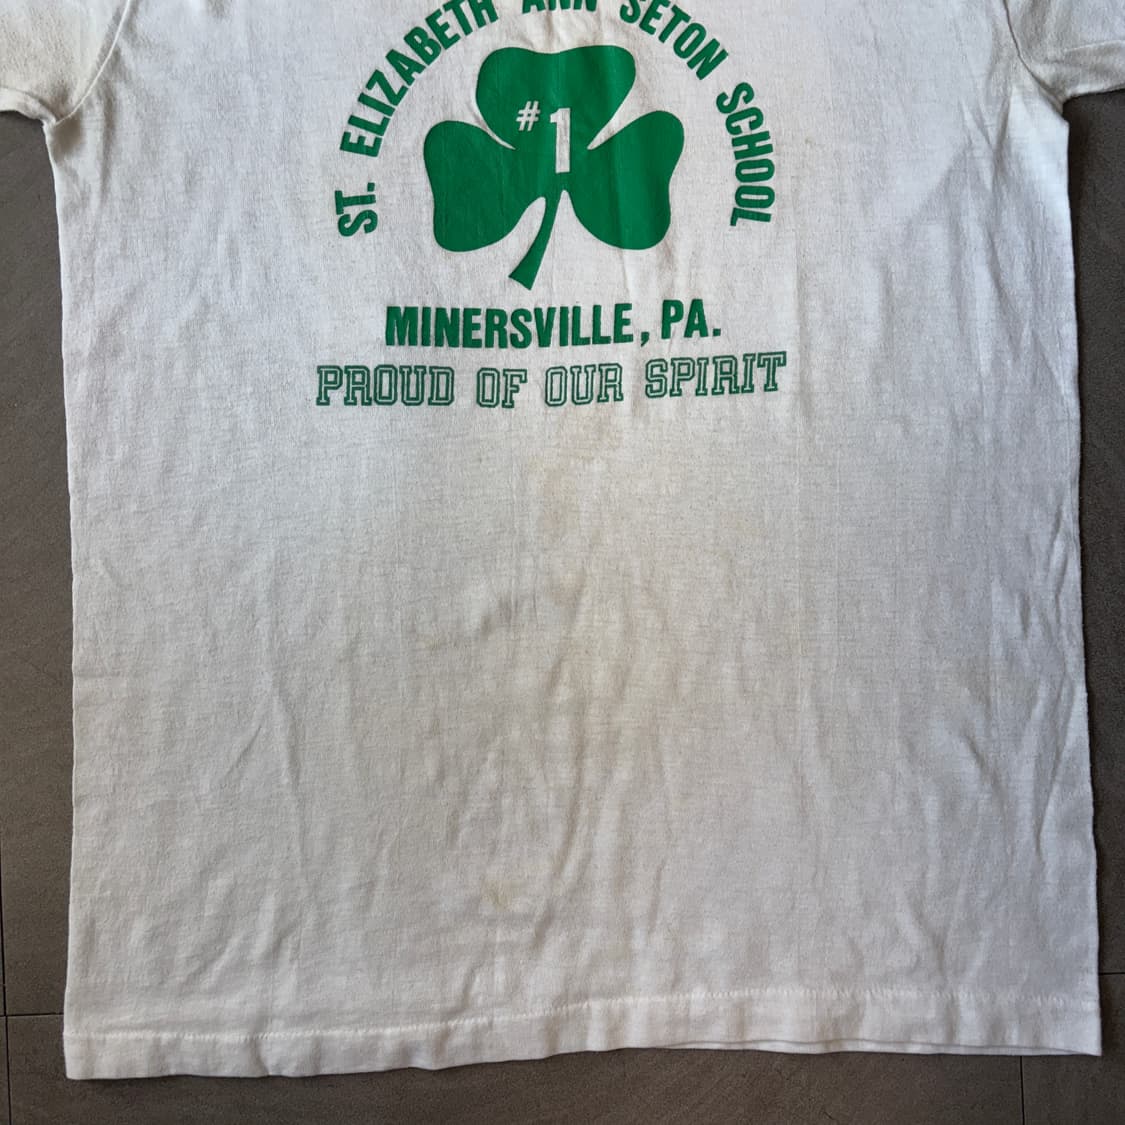 ST. ELIZABETH ANN SETON SCHOOL
#1
MINERSVILLE, PA.
PROUD OF OUR SPIRIT